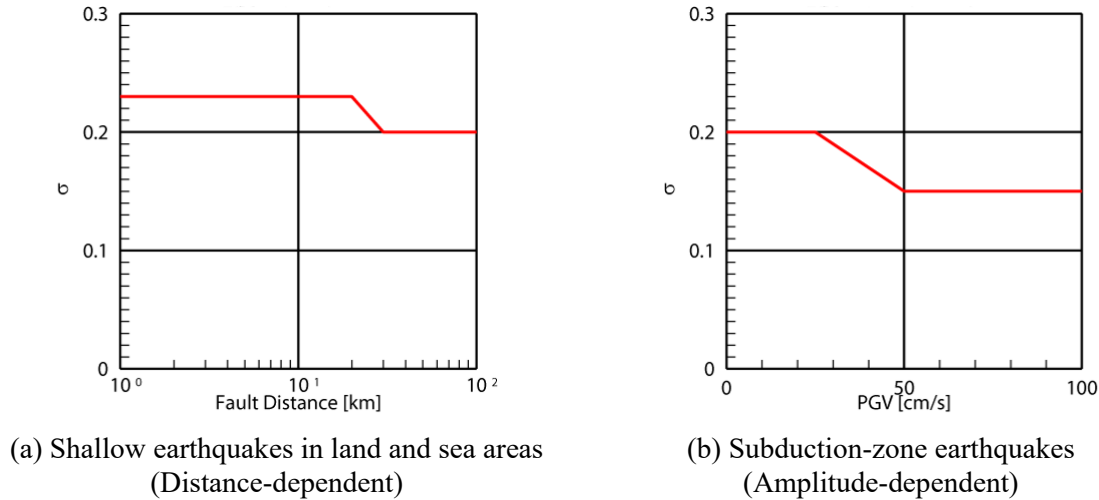 0.3
0.2
0.1
0
σ
10⁰
10¹
10²
Fault Distance [km]
(a) Shallow earthquakes in land and sea areas
(Distance-dependent)
0.3
0.2
0.1
0
σ
0
50
100
PGV [cm/s]
(b) Subduction-zone earthquakes
(Amplitude-dependent)